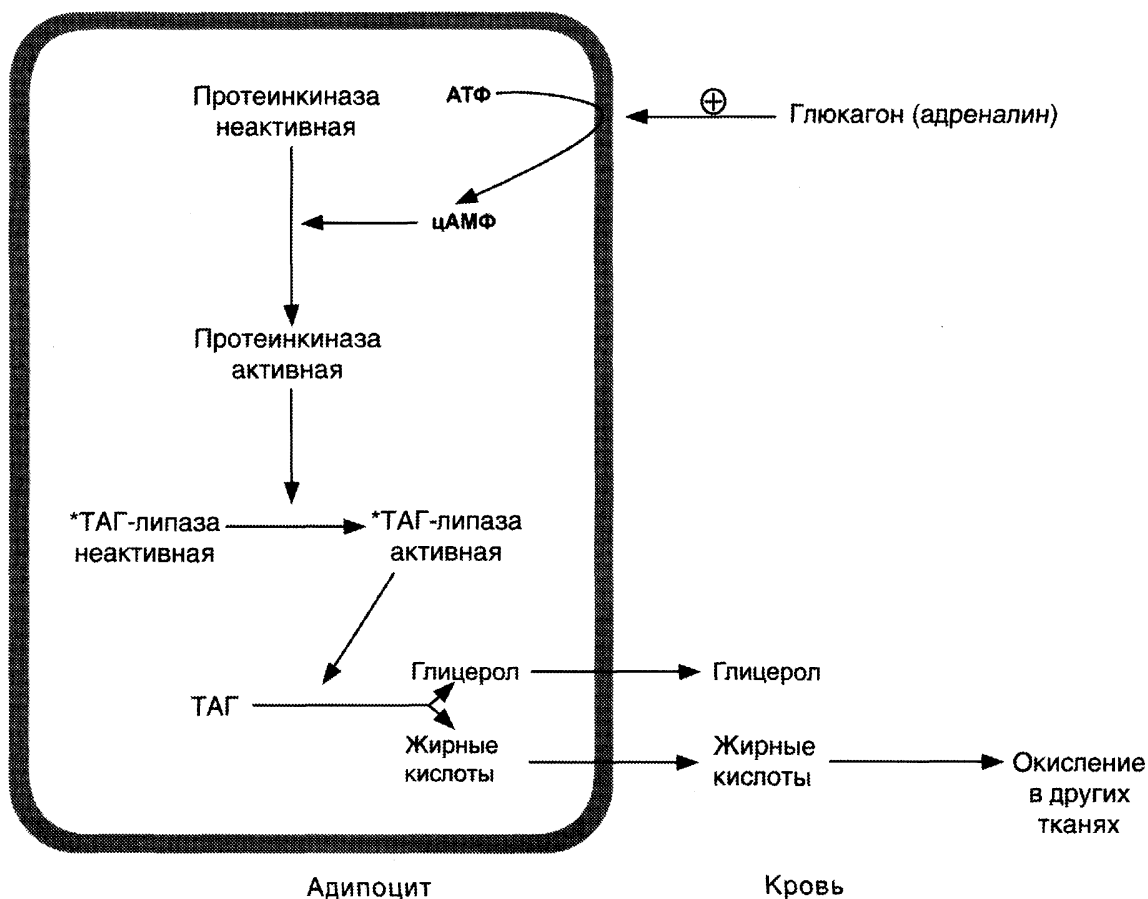 Протеинкиназа
неактивная
АТФ
⊕
Глюкагон (адреналин)
цАМФ
Протеинкиназа
активная
*ТАГ-липаза
неактивная
*ТАГ-липаза
активная
ТАГ
Глицерол
Глицерол
Жирные
кислоты
Жирные
кислоты
Окисление
в других
тканях
Адипоцит
Кровь